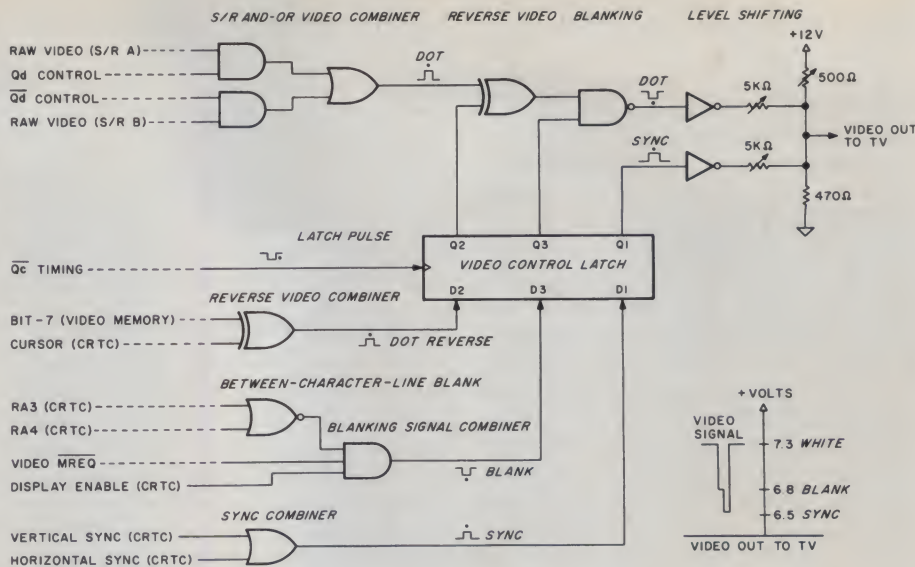 S/R AND-OR VIDEO COMBINER
REVERSE VIDEO BLANKING
LEVEL SHIFTING
+12V
RAW VIDEO (S/R A)
DOT
500Ω
Qd CONTROL
5KΩ
DOT
Q̅d̅ CONTROL
RAW VIDEO (S/R B)
VIDEO OUT
TO TV
SYNC
5KΩ
470Ω
LATCH PULSE
Q2 Q3 Q1
Q̅c̅ TIMING
VIDEO CONTROL LATCH
D2 D3 D1
REVERSE VIDEO COMBINER
BIT-7 (VIDEO MEMORY)
CURSOR (CRTC)
DOT REVERSE
BETWEEN-CHARACTER-LINE BLANK
+VOLTS
RA3 (CRTC)
BLANKING SIGNAL COMBINER
RA4 (CRTC)
VIDEO
SIGNAL
7.3 WHITE
VIDEO M̅R̅E̅Q̅
BLANK
DISPLAY ENABLE (CRTC)
6.8 BLANK
SYNC COMBINER
6.5 SYNC
VERTICAL SYNC (CRTC)
SYNC
HORIZONTAL SYNC (CRTC)
VIDEO OUT TO TV